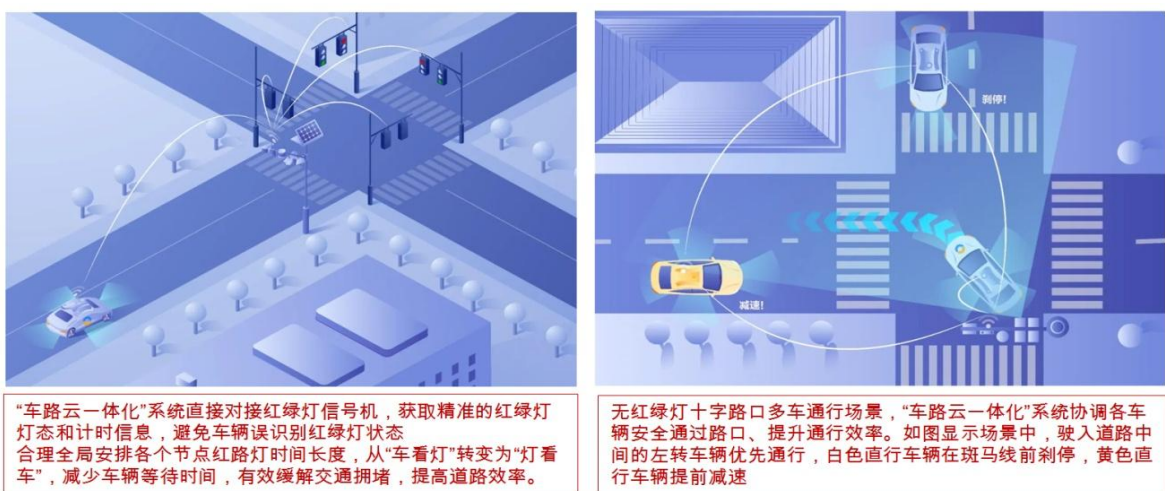 刹停!
减速!
“车路云一体化”系统直接对接红绿灯信号机，获取精准的红绿灯
灯态和计时信息，避免车辆误识别红绿灯状态
合理全局安排各个节点红路灯时间长度，从“车看灯”转变为“灯看
车”，减少车辆等待时间，有效缓解交通拥堵，提高道路效率。
无红绿灯十字路口多车通行场景，“车路云一体化”系统协调各车
辆安全通过路口、提升通行效率。如图显示场景中，驶入道路中
间的左转车辆优先通行，白色直行车辆在斑马线前刹停，黄色直
行车辆提前减速